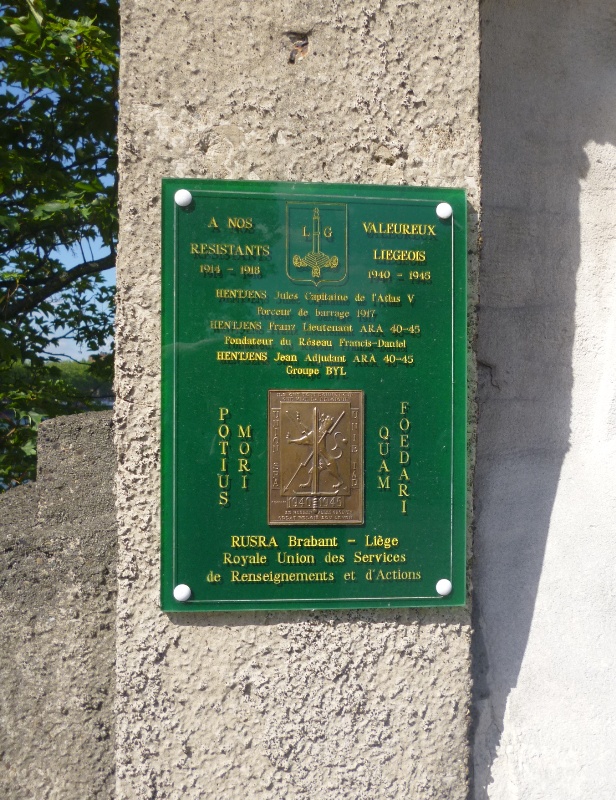 A NOS VALEUREUX
L G
RESISTANTS LIEGEOIS
1914 - 1918 1940 - 1945
HENTJENS Jules Capitaine de l'Atlas V
Forceur de barrage 1917
HENTJENS Franz Lieutenant ARA 40-45
Fondateur du Réseau Francis-Daniel
HENTJENS Jean Adjudant ARA 40-45
Groupe BYL
POTIUS
MORI
QUAM
FOEDARI
1940 1945
RUSRA Brabant - Liège
Royale Union des Services
de Renseignements et d'Actions